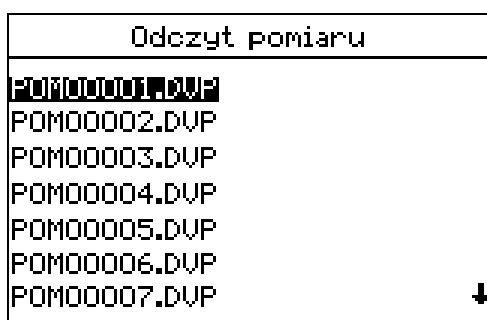 Odczyt pomiaru
POM00001.DVP
POM00002.DVP
POM00003.DVP
POM00004.DVP
POM00005.DVP
POM00006.DVP
POM00007.DVP